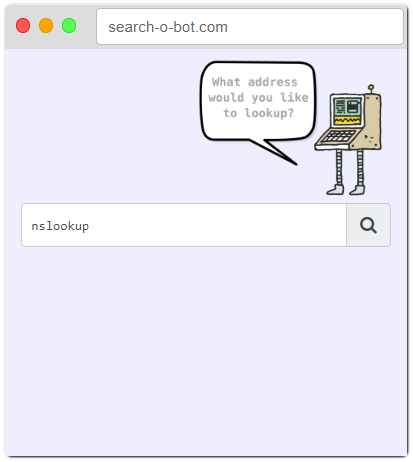 search-o-bot.com
What address
would you like
to lookup?
nslookup